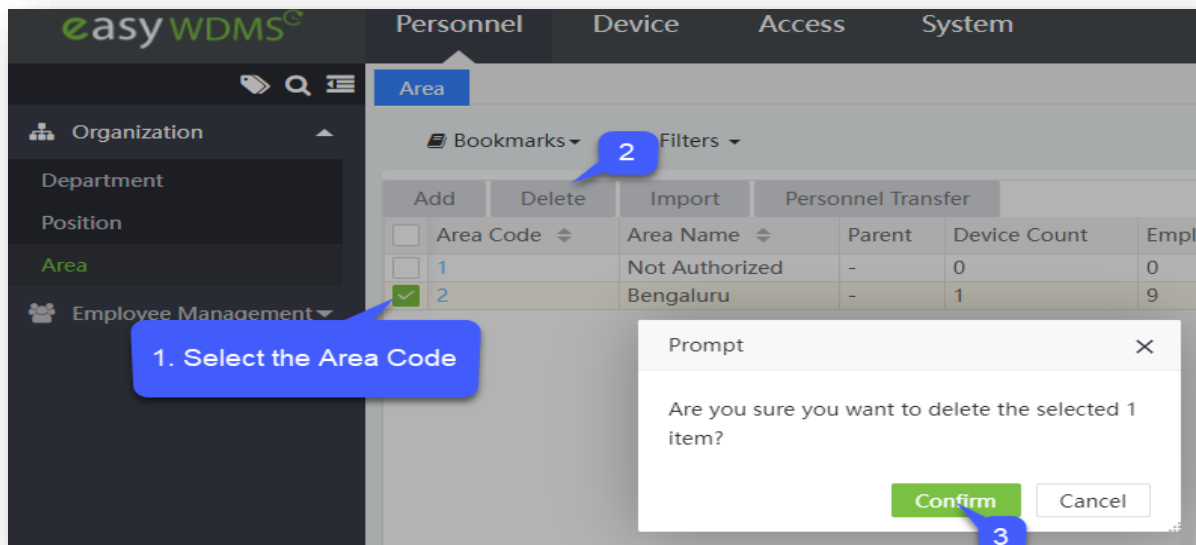 easy WDMS
Personnel Device Access System
Area
Organization
Bookmarks 2 Filters
Department
Add Delete Import Personnel Transfer
Position
Area Code Area Name Parent Device Count Empl
Area
1 Not Authorized - 0 0
2 Bengaluru - 1 9
Employee Management
1. Select the Area Code
Prompt
Are you sure you want to delete the selected 1
item?
Confirm Cancel
3